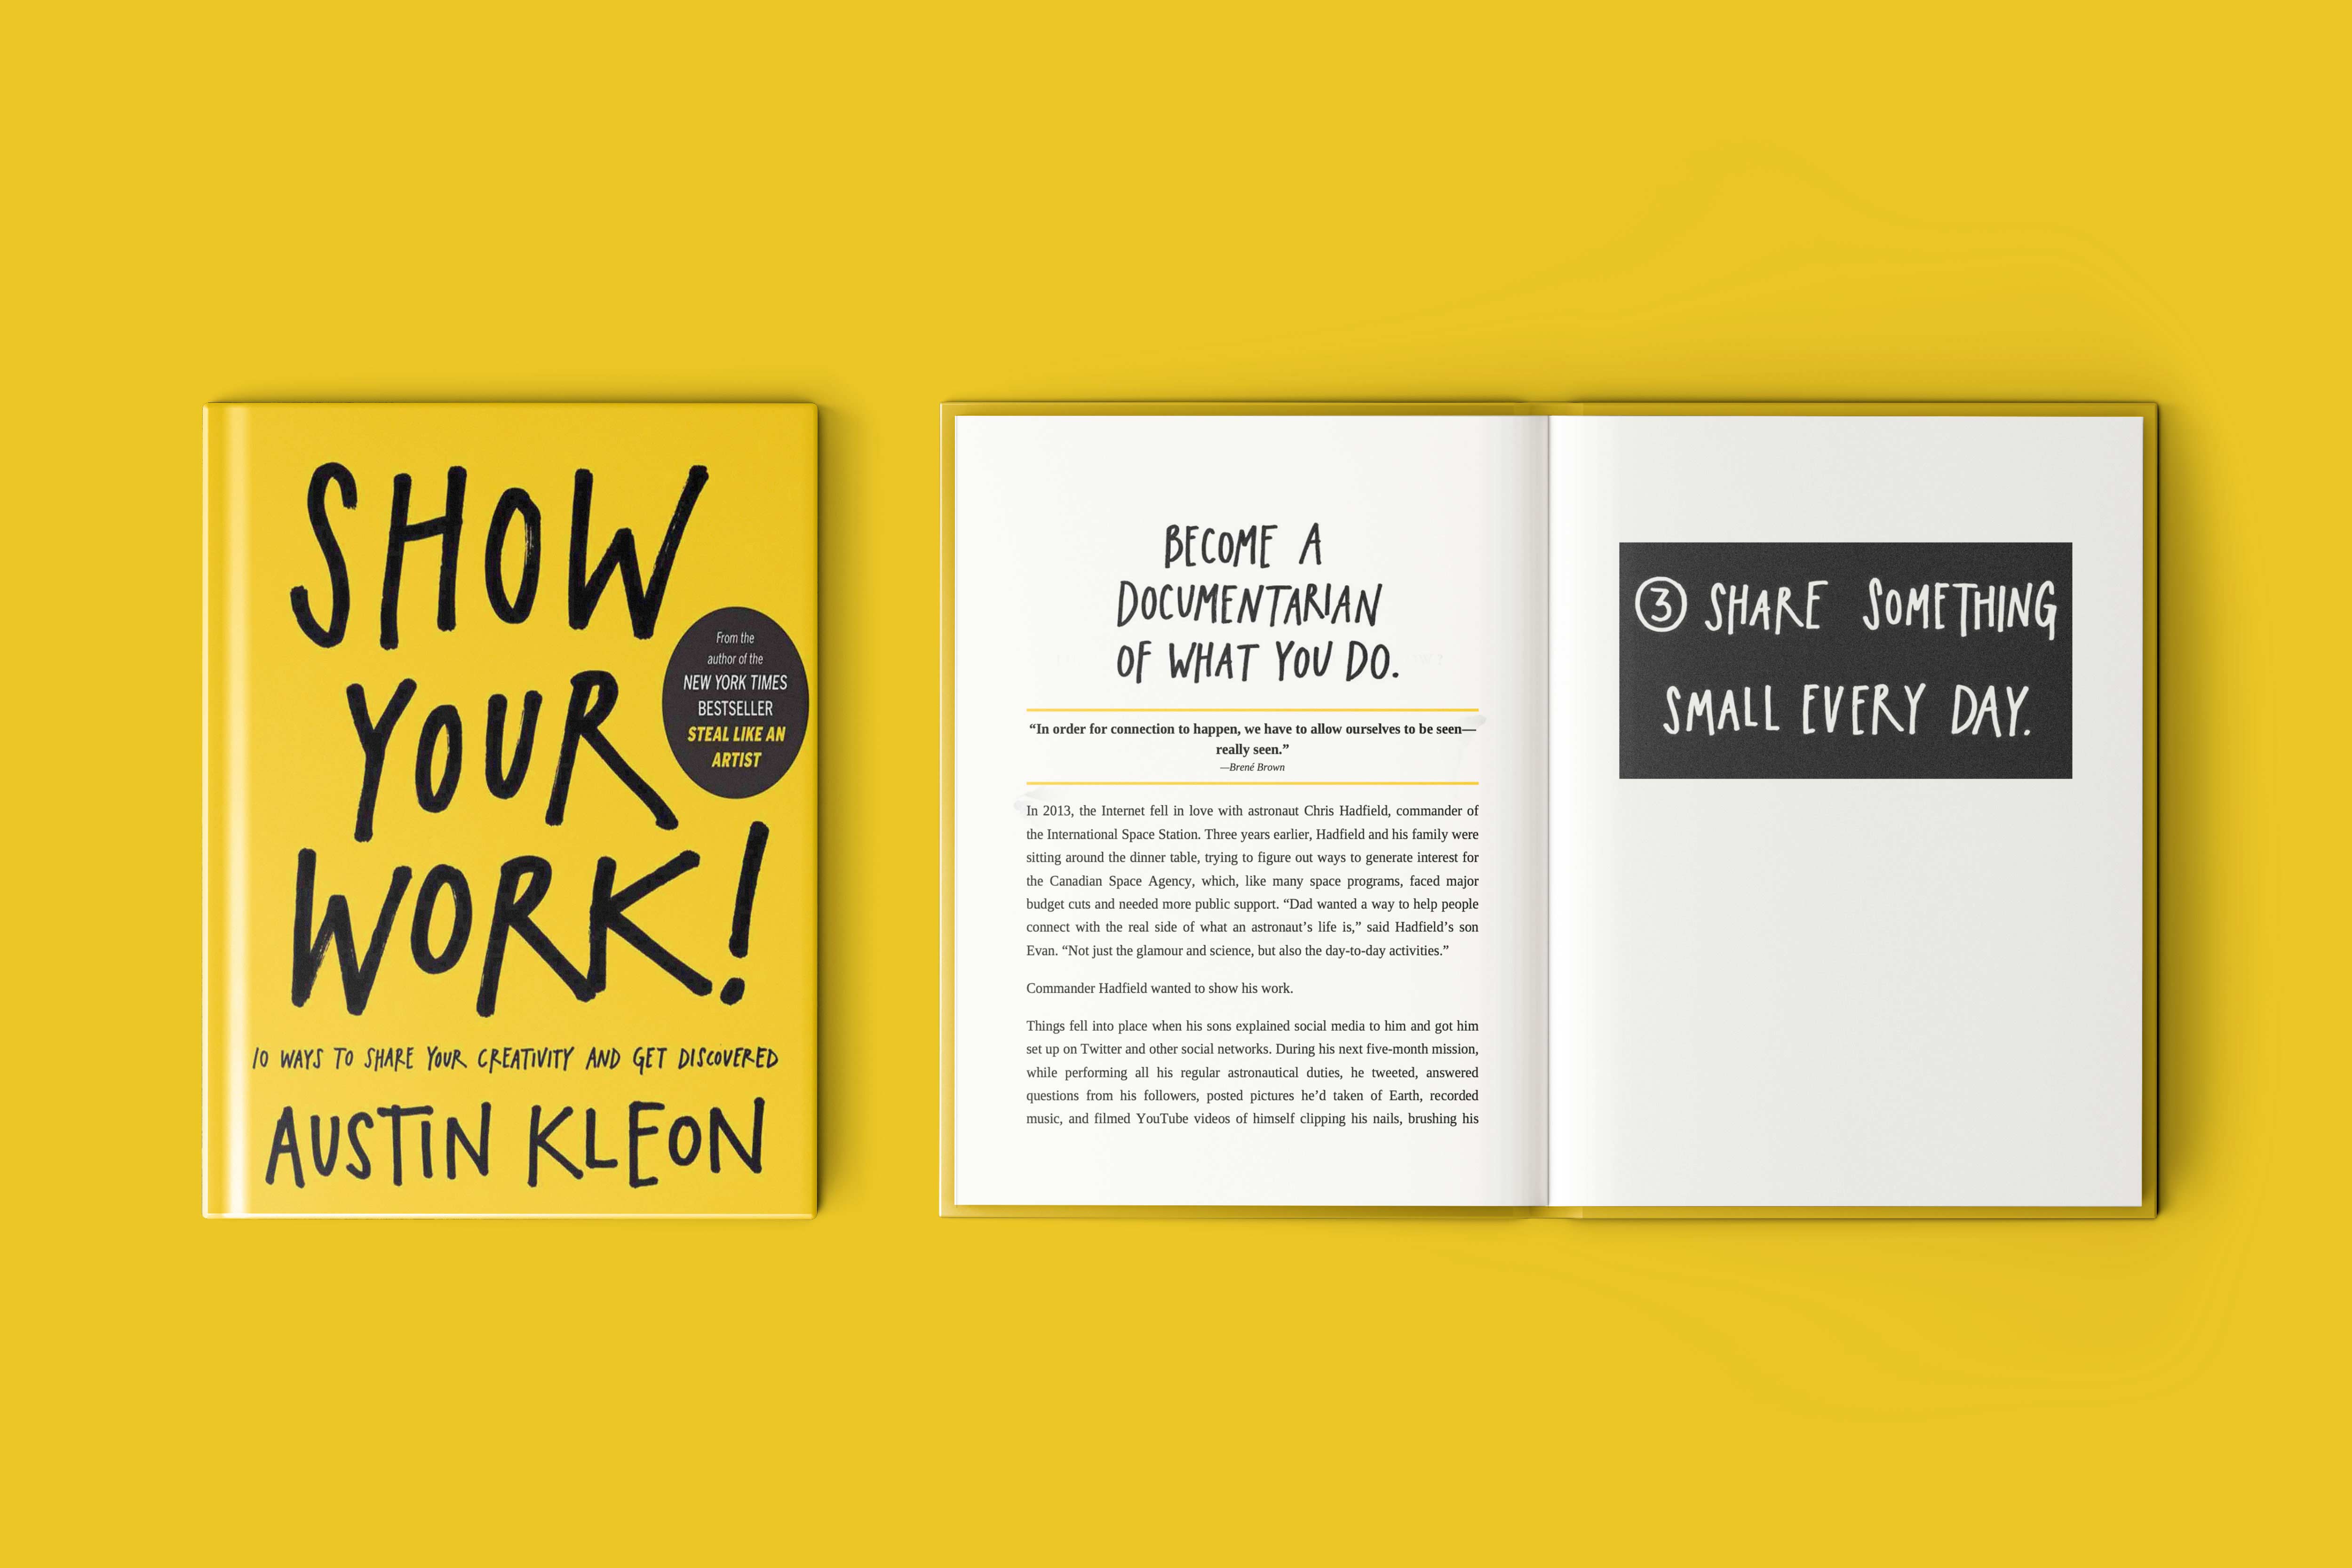 SHOW
YOUR
WORK!
From the
author of the
NEW YORK TIMES
BESTSELLER
STEAL LIKE AN
ARTIST
10 WAYS TO SHARE YOUR CREATIVITY AND GET DISCOVERED
AUSTIN KLEON
BECOME A
DOCUMENTARIAN
OF WHAT YOU DO.
“In order for connection to happen, we have to allow ourselves to be seen—
really seen.”
—Brené Brown
In 2013, the Internet fell in love with astronaut Chris Hadfield, commander of
the International Space Station. Three years earlier, Hadfield and his family were
sitting around the dinner table, trying to figure out ways to generate interest for
the Canadian Space Agency, which, like many space programs, faced major
budget cuts and needed more public support. “Dad wanted a way to help people
connect with the real side of what an astronaut’s life is,” said Hadfield’s son
Evan. “Not just the glamour and science, but also the day-to-day activities.”
Commander Hadfield wanted to show his work.
Things fell into place when his sons explained social media to him and got him
set up on Twitter and other social networks. During his next five-month mission,
while performing all his regular astronautical duties, he tweeted, answered
questions from his followers, posted pictures he’d taken of Earth, recorded
music, and filmed YouTube videos of himself clipping his nails, brushing his
③ SHARE SOMETHING
SMALL EVERY DAY.